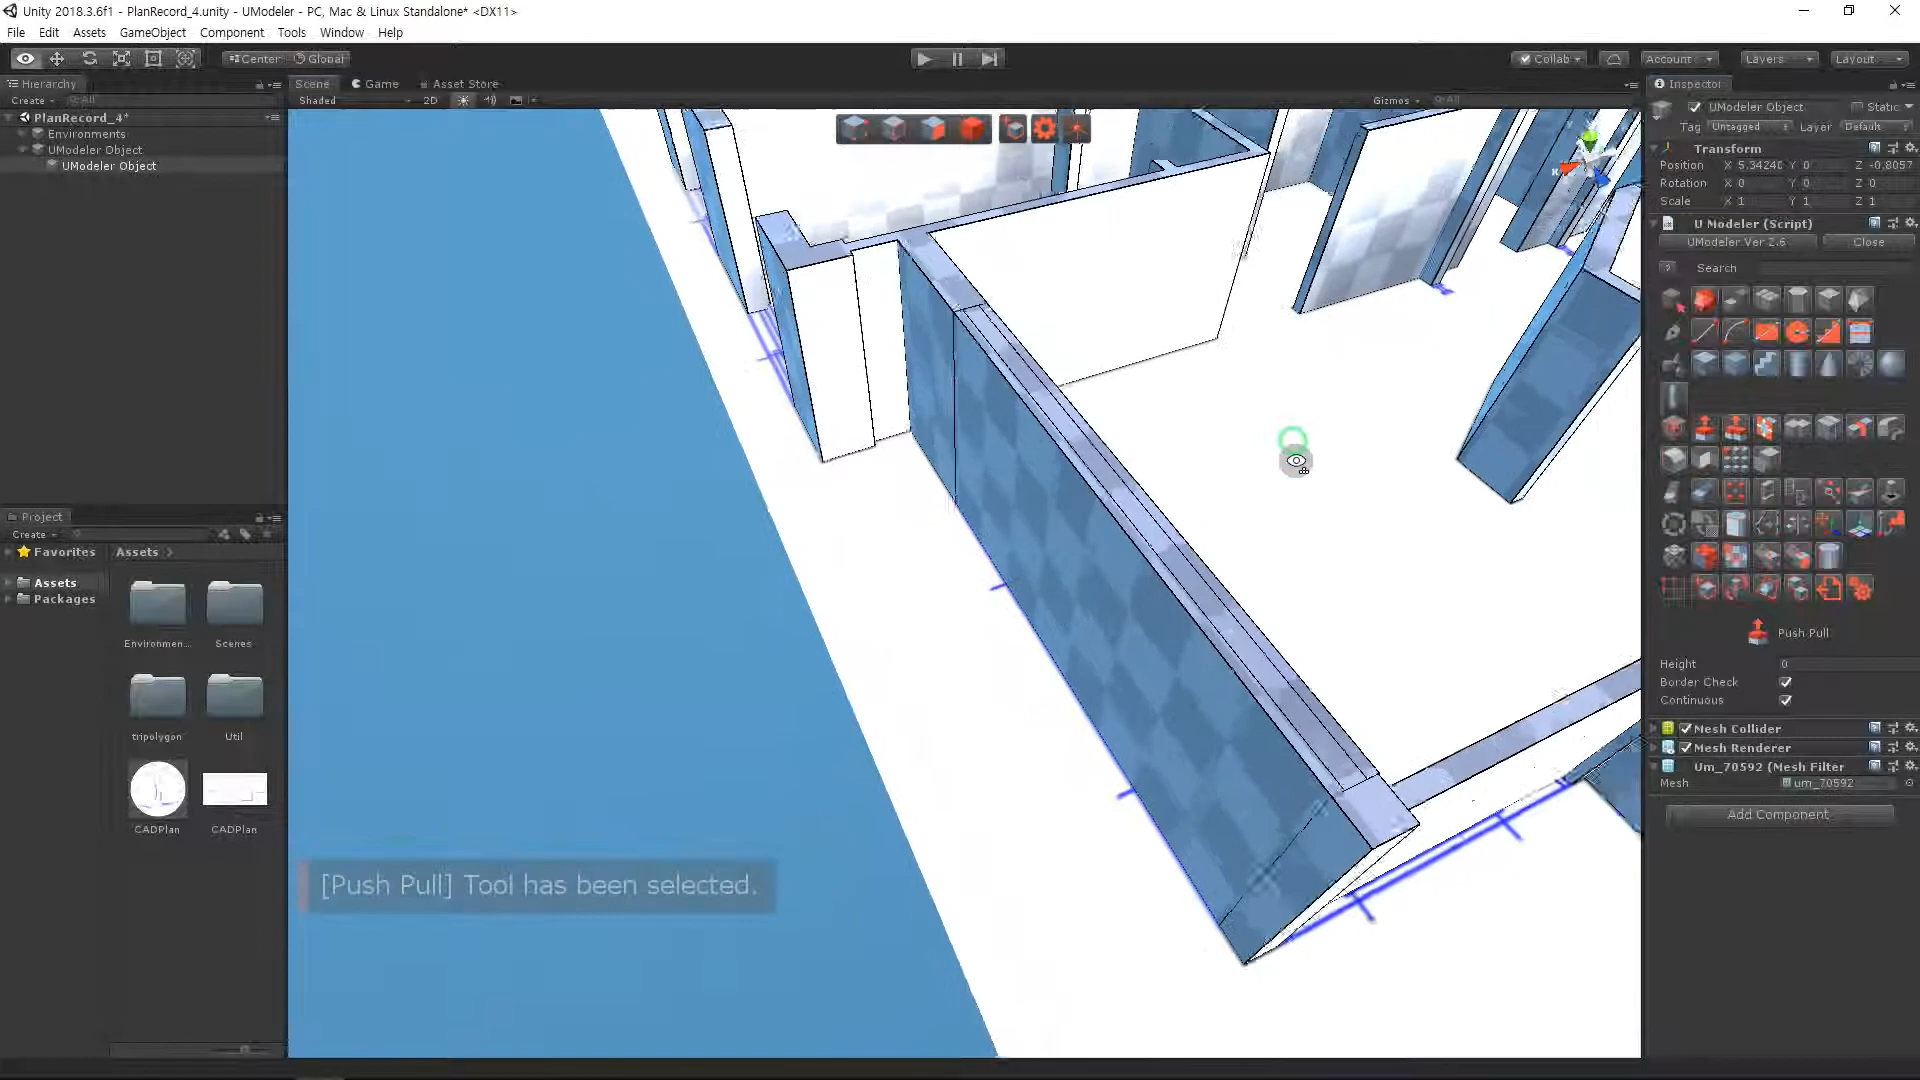 Unity 2018.3.6f1 - PlanRecord_4.unity - UModeler - PC, Mac & Linux Standalone* <DX11>
File Edit Assets GameObject Component Tools Window Help
Center Global
Collab Account Layers Layout
Hierarchy
Create All
PlanRecord_4*
Environments
UModeler Object
UModeler Object
Scene Game Asset Store
Shaded 2D Gizmos All
x
[Push Pull] Tool has been selected.
Project
Create
Favorites
Assets
Packages
Assets
Environmen...
Scenes
tripolygon
Util
CADPlan
CADPlan
Inspector
UModeler Object Static
Tag Untagged Layer Default
Transform
Position X 5.3424 Y 0 Z -0.8057
Rotation X 0 Y 0 Z 0
Scale X 1 Y 1 Z 1
U Modeler (Script)
UModeler Ver 2.6 Close
Search
Push Pull
Height 0
Border Check
Continuous
Mesh Collider
Mesh Renderer
Um_70592 (Mesh Filter
Mesh um_70592
Add Component